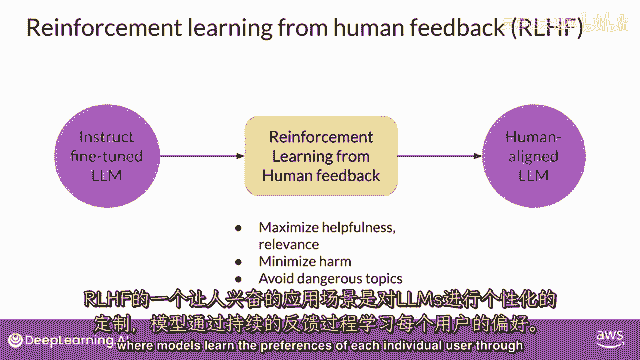 Reinforcement learning from human feedback (RLHF)
Instruct
fine-tuned
LLM
Reinforcement
Learning from
Human feedback
Human-
aligned
LLM
• Maximize helpfulness,
relevance
• Minimize harm
• Avoid dangerous topics
RLHF的一个让人兴奋的应用场景是对LLMs进行个性化的
定制，模型通过持续的反馈过程学习每个用户的偏好。
where models learn the preferences of each individual user through
DeepLearning.AI
aws